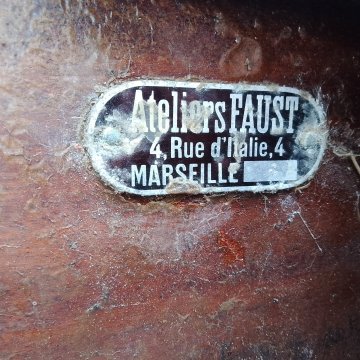 Ateliers FAUST
4, Rue d'Italie, 4
MARSEILLE